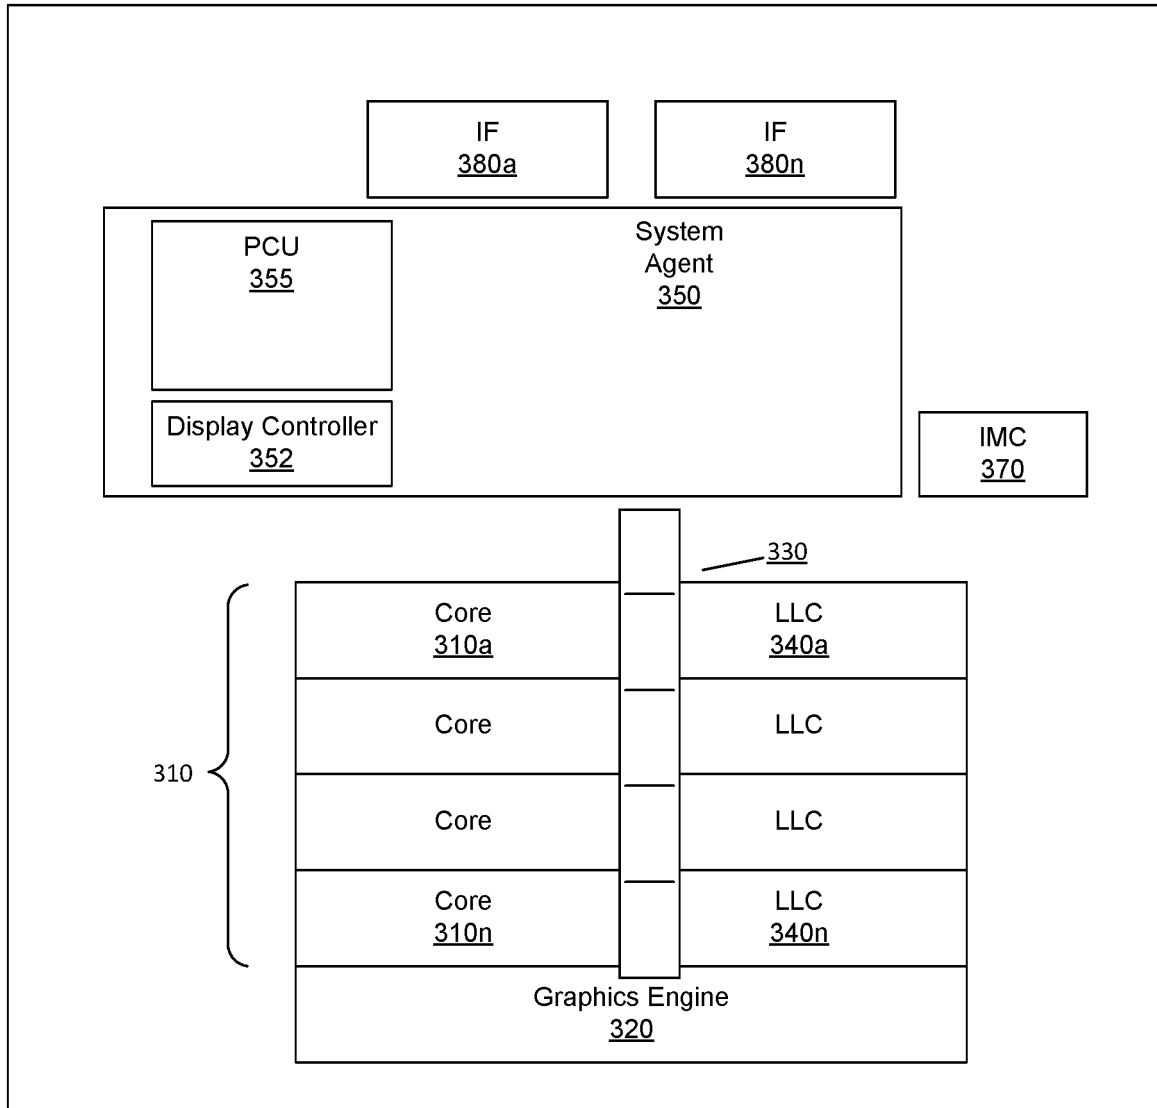 IF
380a
IF
380n
PCU
355
System
Agent
350
Display Controller
352
IMC
370
330
Core
310a
LLC
340a
Core
LLC
310
Core
LLC
Core
310n
LLC
340n
Graphics Engine
320